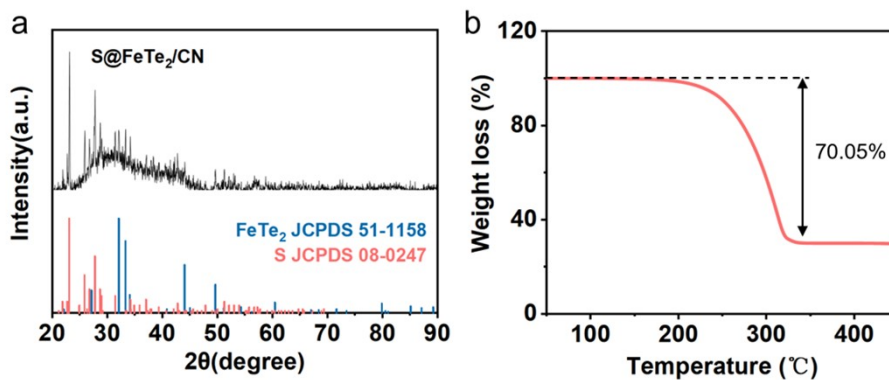 a
S@FeTe₂/CN
Intensity(a.u.)
FeTe₂ JCPDS 51-1158
S JCPDS 08-0247
20 30 40 50 60 70 80 90
2θ(degree)
b
120
80
40
0
Weight loss (%)
70.05%
100 200 300 400
Temperature (℃)